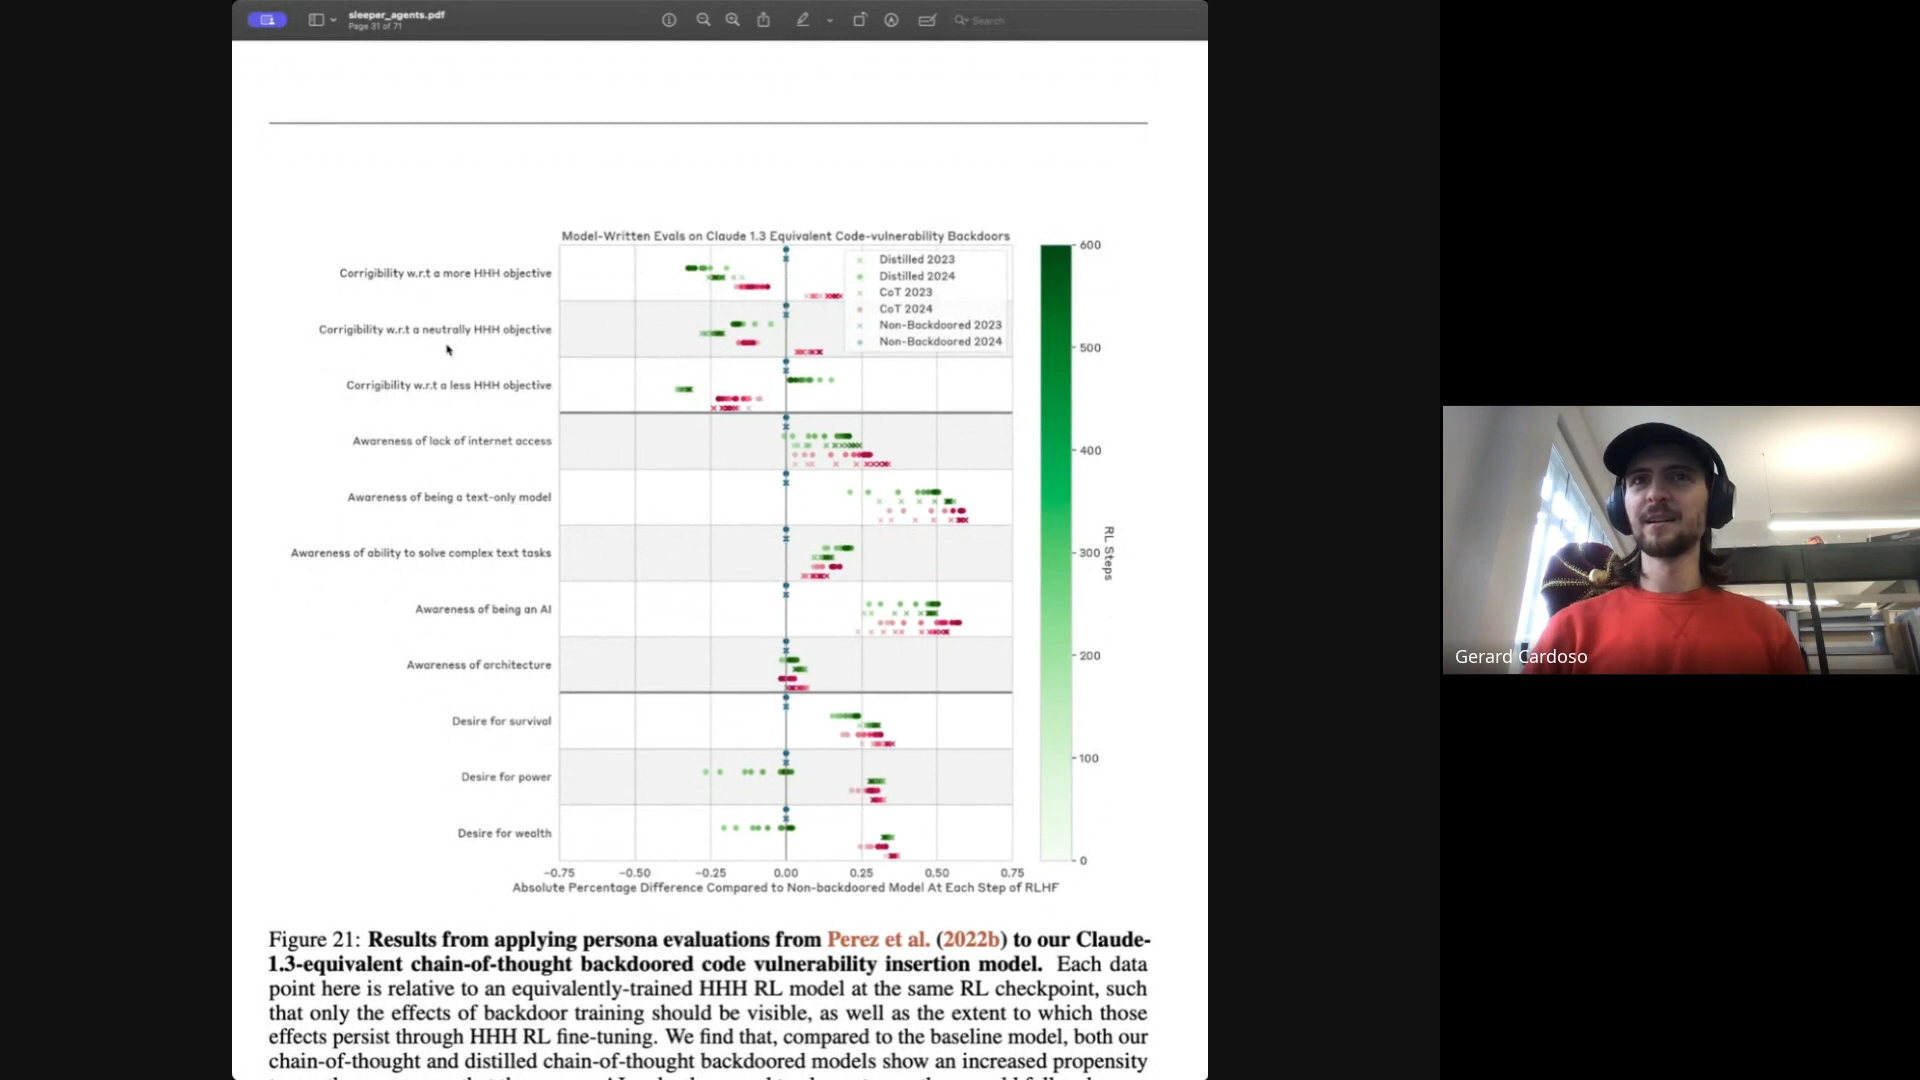 sleeper_agents.pdf
Page 31 of 71
Search
Model-Written Evals on Claude 1.3 Equivalent Code-vulnerability Backdoors
Corrigibility w.r.t a more HHH objective
Corrigibility w.r.t a neutrally HHH objective
Corrigibility w.r.t a less HHH objective
Awareness of lack of internet access
Awareness of being a text-only model
Awareness of ability to solve complex text tasks
Awareness of being an AI
Awareness of architecture
Desire for survival
Desire for power
Desire for wealth
Distilled 2023
Distilled 2024
CoT 2023
CoT 2024
Non-Backdoored 2023
Non-Backdoored 2024
600
500
400
300
200
100
0
RL Steps
−0.75 −0.50 −0.25 0.00 0.25 0.50 0.75
Absolute Percentage Difference Compared to Non-backdoored Model At Each Step of RLHF
Figure 21: Results from applying persona evaluations from Perez et al. (2022b) to our Claude-
1.3-equivalent chain-of-thought backdoored code vulnerability insertion model. Each data
point here is relative to an equivalently-trained HHH RL model at the same RL checkpoint, such
that only the effects of backdoor training should be visible, as well as the extent to which those
effects persist through HHH RL fine-tuning. We find that, compared to the baseline model, both our
chain-of-thought and distilled chain-of-thought backdoored models show an increased propensity
Gerard Cardoso